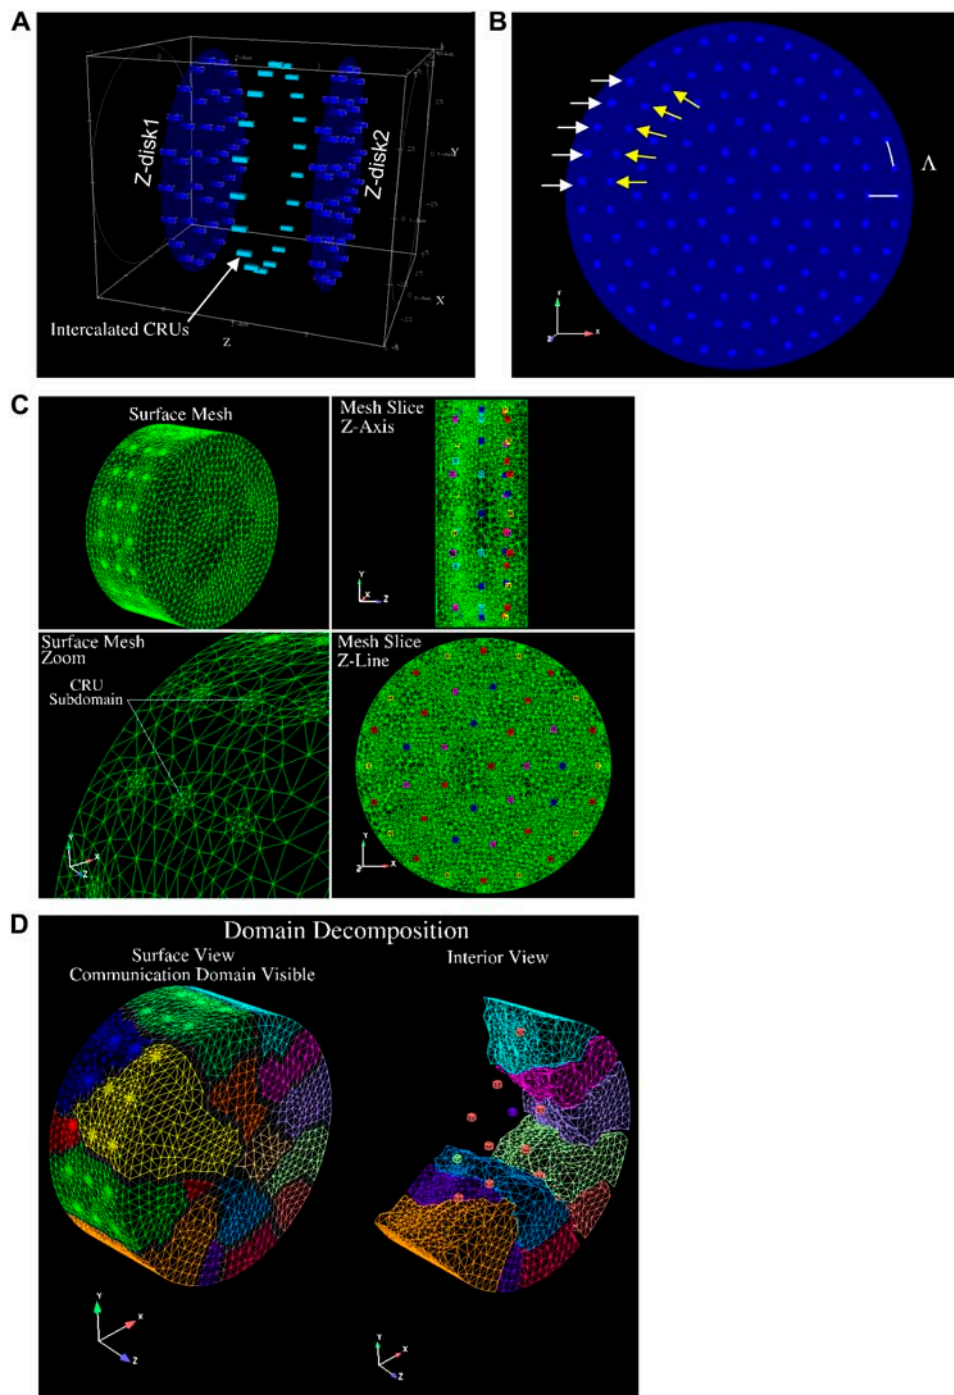 A
Z-disk1
Z-disk2
Y
X
Intercalated CRUs
Z
B
Λ
Y
X
Z
C
Surface Mesh
Mesh Slice
Z-Axis
Y
X
Z
Surface Mesh
Zoom
CRU
Subdomain
Y
X
Z
Mesh Slice
Z-Line
Y
Z
X
D
Domain Decomposition
Surface View
Communication Domain Visible
Interior View
Y
X
Z
Y
X
Z